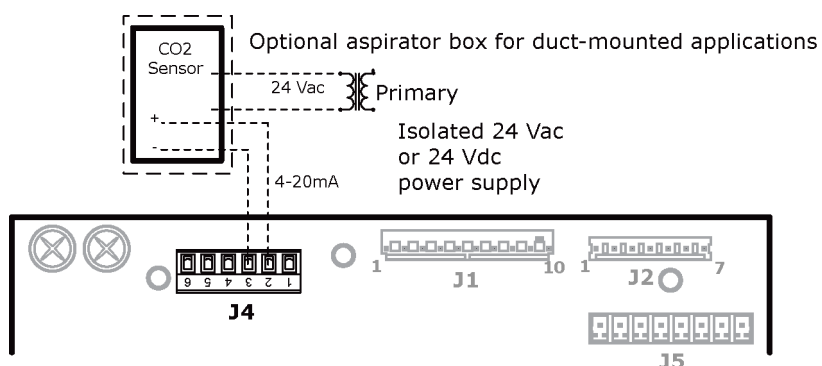 CO2
Sensor
Optional aspirator box for duct-mounted applications
24 Vac
Primary
+
-
Isolated 24 Vac
or 24 Vdc
power supply
4-20mA
6 5 4 3 2 1
J4
1 10
J1
1 7
J2
J5